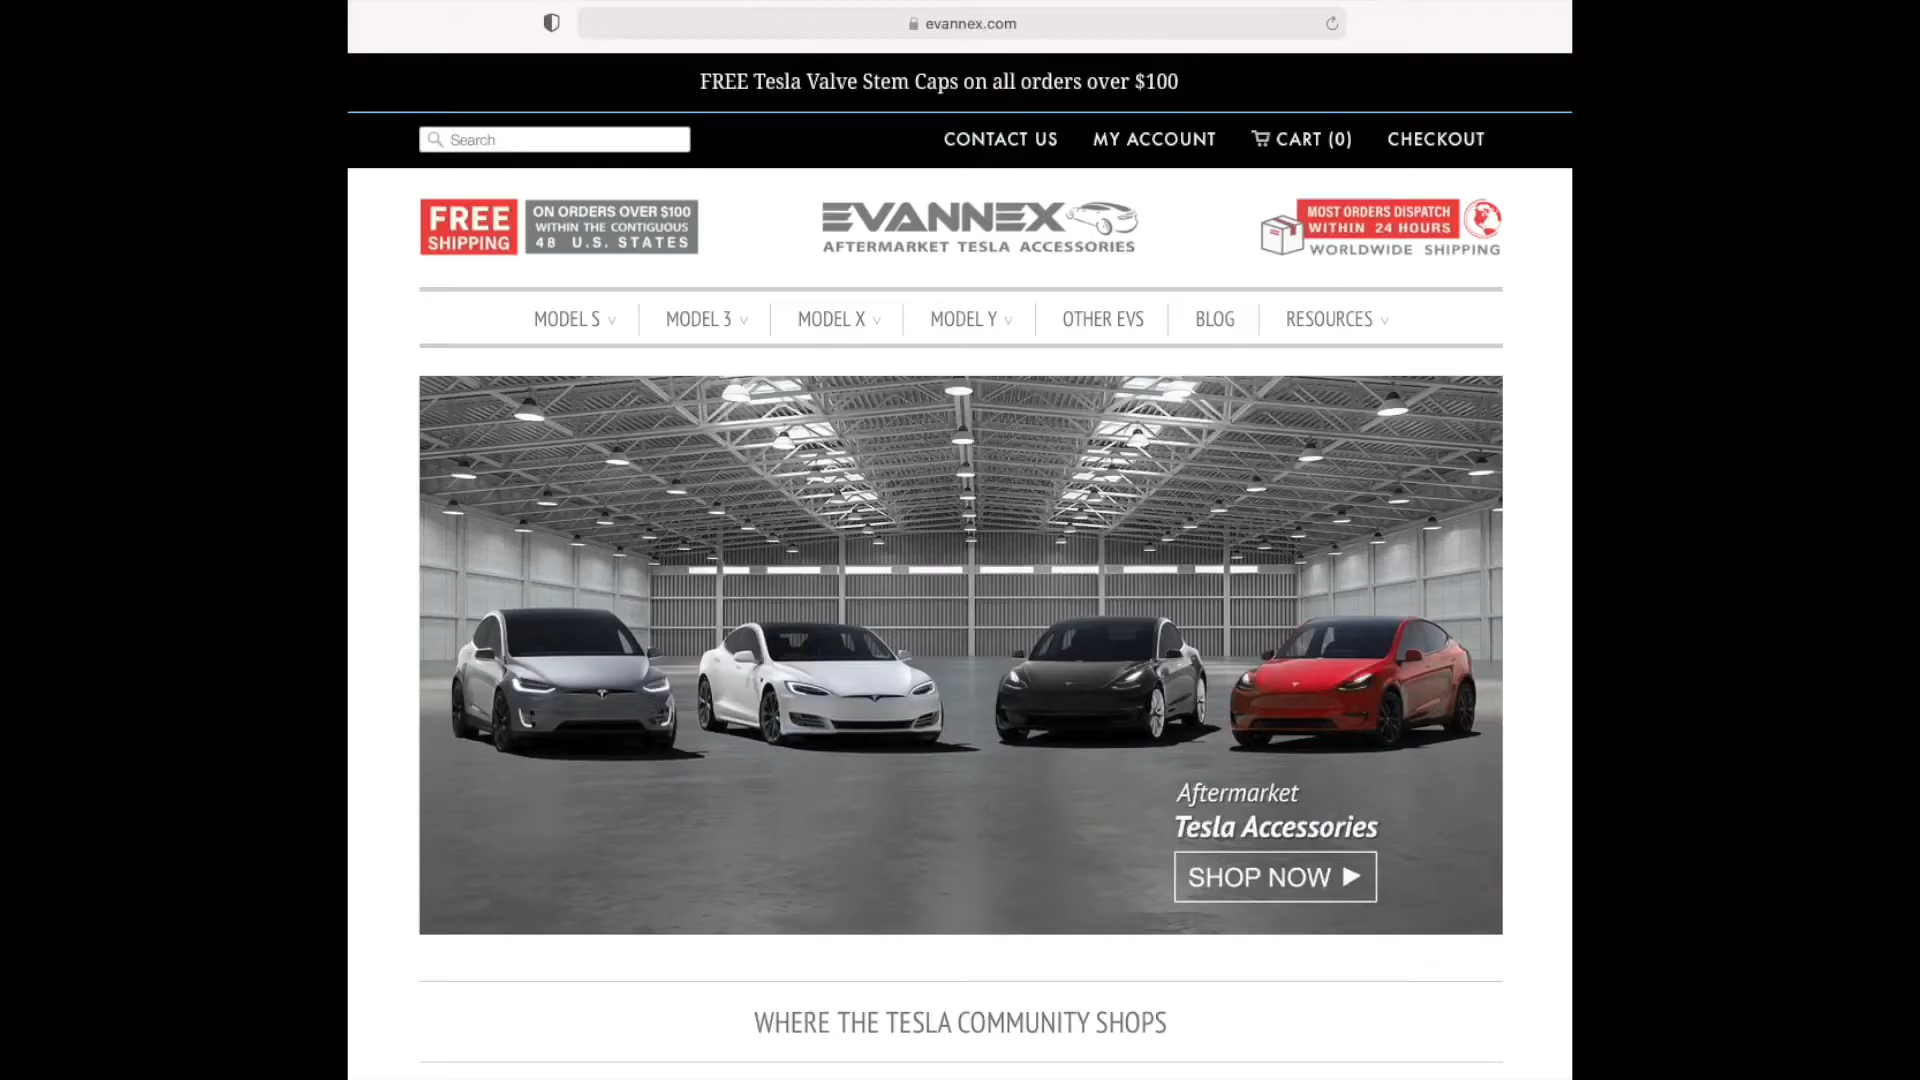 evannex.com
FREE Tesla Valve Stem Caps on all orders over $100
Search
CONTACT US
MY ACCOUNT
CART (0)
CHECKOUT
FREE
SHIPPING
ON ORDERS OVER $100
WITHIN THE CONTIGUOUS
48 U.S. STATES
EVANNEX
AFTERMARKET TESLA ACCESSORIES
MOST ORDERS DISPATCH
WITHIN 24 HOURS
WORLDWIDE SHIPPING
MODEL S
MODEL 3
MODEL X
MODEL Y
OTHER EVS
BLOG
RESOURCES
Aftermarket
Tesla Accessories
SHOP NOW
WHERE THE TESLA COMMUNITY SHOPS